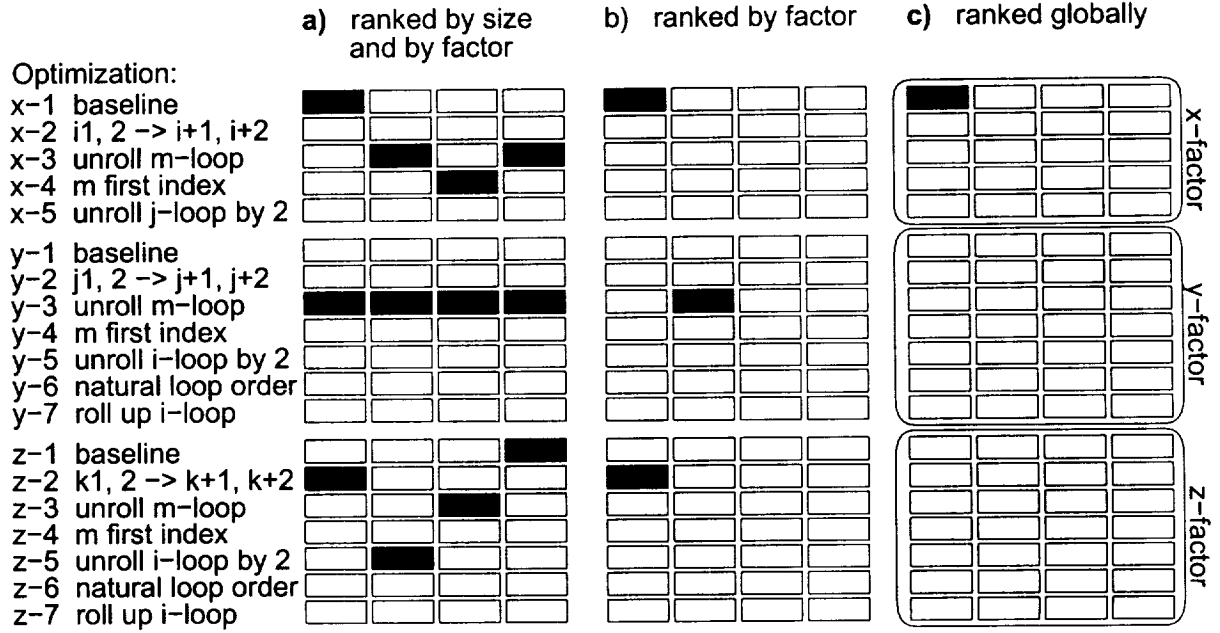 a) ranked by size and by factor
b) ranked by factor
c) ranked globally
Optimization:
x-1 baseline
x-2 i1, 2 -> i+1, i+2
x-3 unroll m-loop
x-4 m first index
x-5 unroll j-loop by 2
x-factor
y-1 baseline
y-2 j1, 2 -> j+1, j+2
y-3 unroll m-loop
y-4 m first index
y-5 unroll i-loop by 2
y-6 natural loop order
y-7 roll up i-loop
y-factor
z-1 baseline
z-2 k1, 2 -> k+1, k+2
z-3 unroll m-loop
z-4 m first index
z-5 unroll i-loop by 2
z-6 natural loop order
z-7 roll up i-loop
z-factor